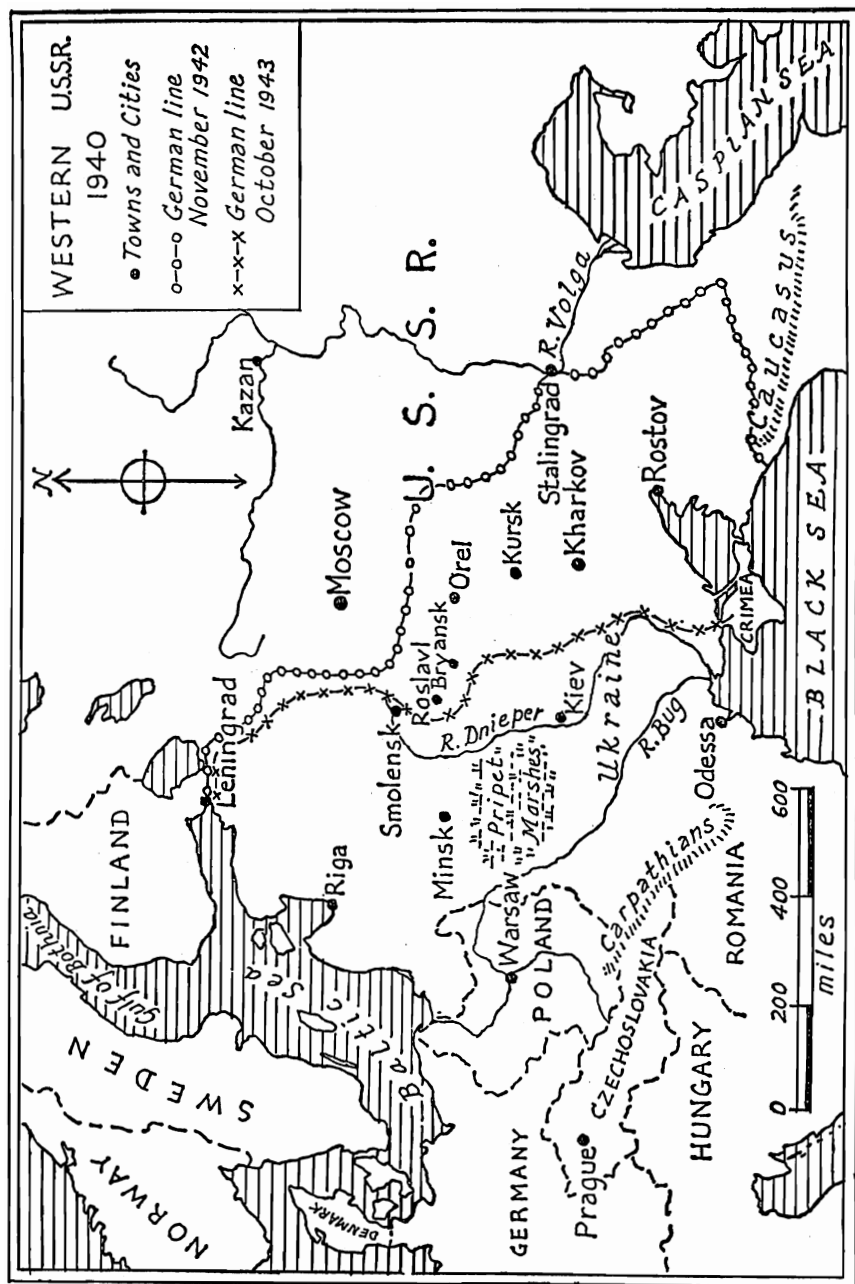 WESTERN U.S.S.R.
1940
Towns and Cities
o-o-o German line
November 1942
x-x-x German line
October 1943
N
NORWAY
SWEDEN
Gulf of Bothnia
FINLAND
Leningrad
Kazan
Baltic Sea
Riga
Moscow
DENMARK
Smolensk
Roslavl
Bryansk
Orel
U. S. S. R.
Minsk
R. Dnieper
Kursk
Pripet
Marshes
Warsaw
POLAND
Kiev
Kharkov
Stalingrad
R. Volga
GERMANY
Prague
CZECHOSLOVAKIA
Carpathians
Ukraine
R. Bug
Rostov
CASPIAN SEA
HUNGARY
ROMANIA
Odessa
CRIMEA
Caucasus
BLACK SEA
0 200 400 600
miles